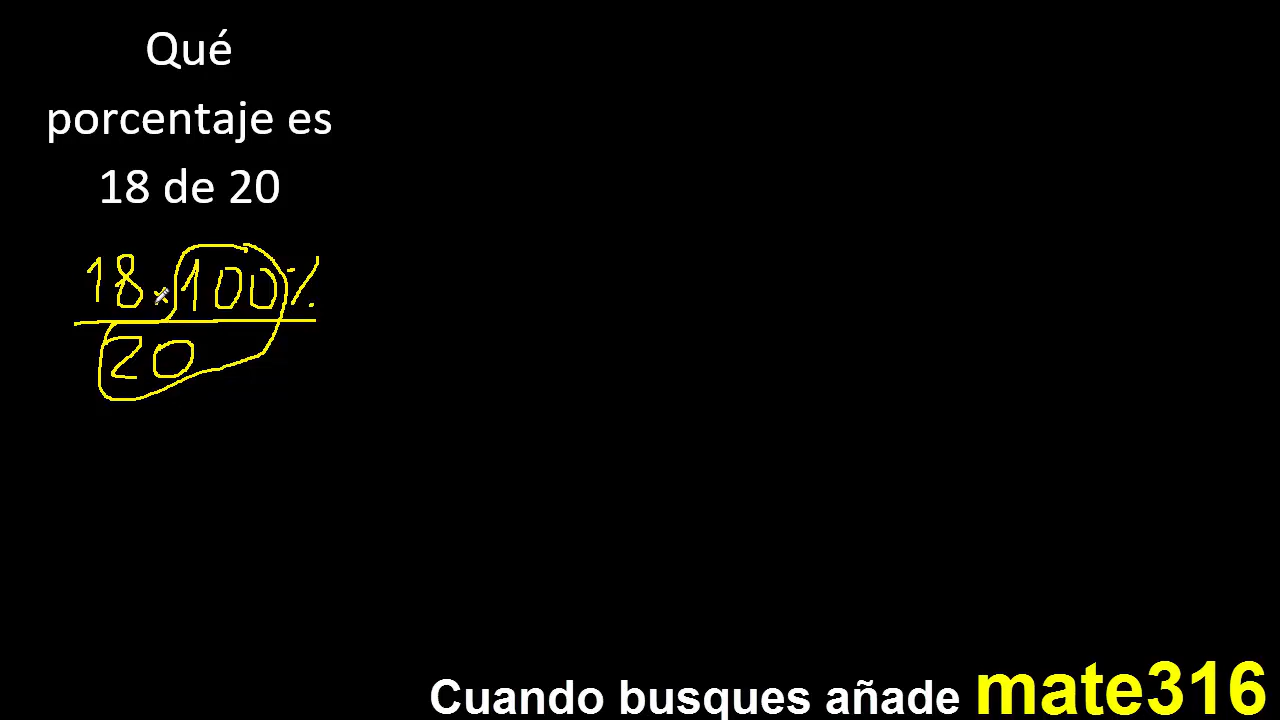 Qué
porcentaje es
18 de 20
18 × 100 %
20
Cuando busques añade mate316